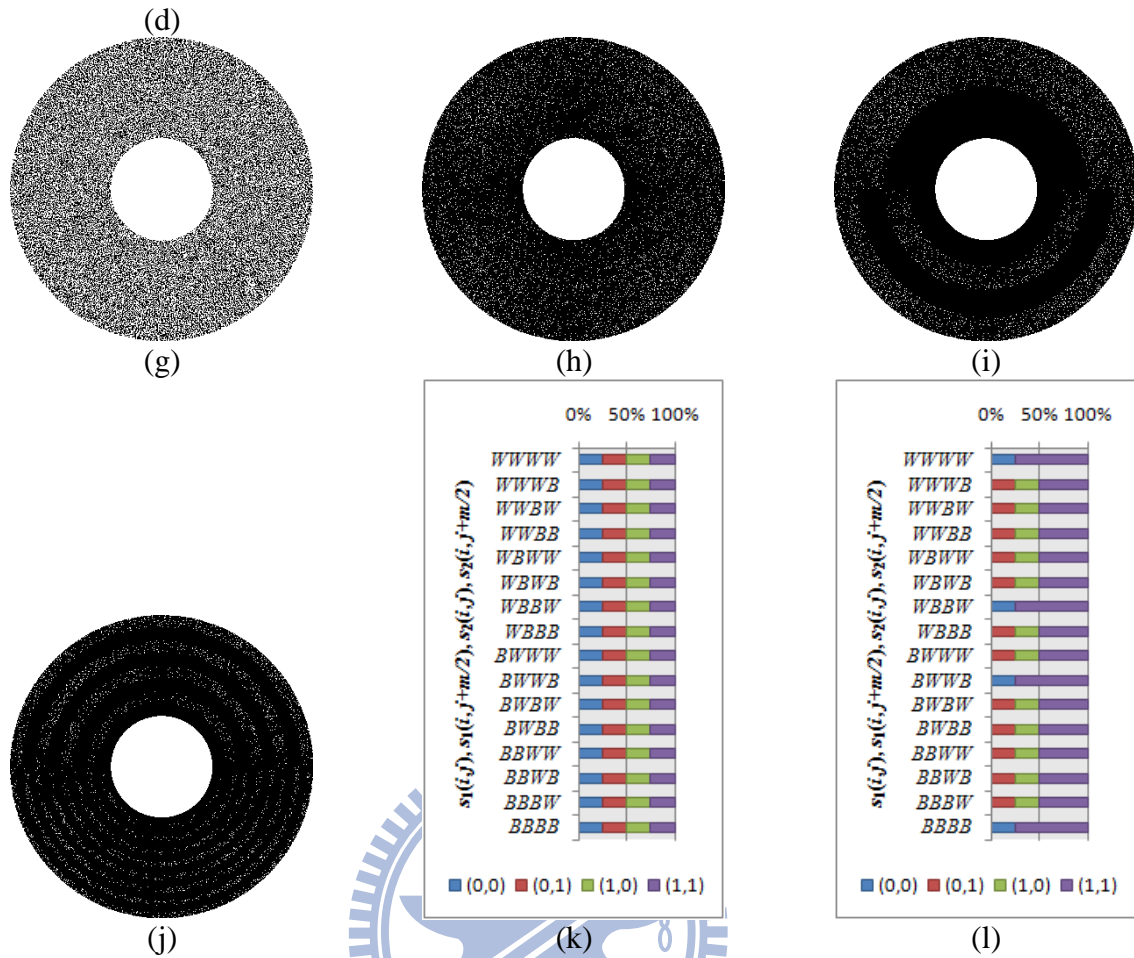 (d)
(g)
(h)
(i)
0% 50% 100%
s₁(i,j), s₁(i,j+m/2), s₂(i,j), s₂(i,j+m/2)
WWWW
WWWB
WWBW
WWBB
WBWW
WBWB
WBBW
WBBB
BWWW
BWWB
BWBW
BWBB
BBWW
BBWB
BBBW
BBBB
(0,0) (0,1) (1,0) (1,1)
0% 50% 100%
s₁(i,j), s₁(i,j+m/2), s₂(i,j), s₂(i,j+m/2)
WWWW
WWWB
WWBW
WWBB
WBWW
WBWB
WBBW
WBBB
BWWW
BWWB
BWBW
BWBB
BBWW
BBWB
BBBW
BBBB
(0,0) (0,1) (1,0) (1,1)
(j)
(k)
(l)